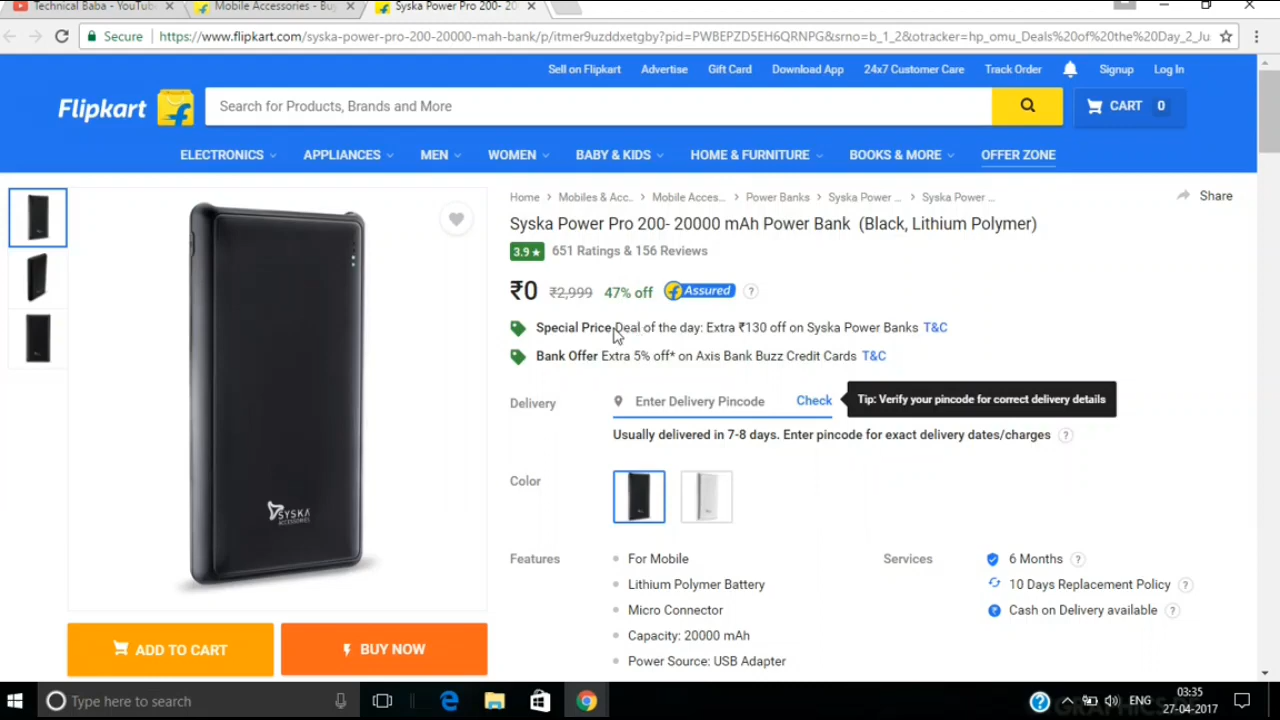 Technical Baba - YouTub
Mobile Accessories - Bu
Syska Power Pro 200- 20
Secure
https://www.flipkart.com/syska-power-pro-200-20000-mah-bank/p/itmer9uzddxetgby?pid=PWBEPZD5EH6QRNPG&srno=b_1_2&otracker=hp_omu_Deals%20of%20the%20Day_2_Ju
Sell on Flipkart Advertise Gift Card Download App 24x7 Customer Care Track Order Signup Log In
Flipkart
Search for Products, Brands and More
CART 0
ELECTRONICS APPLIANCES MEN WOMEN BABY & KIDS HOME & FURNITURE BOOKS & MORE OFFER ZONE
Home > Mobiles & Acc.. > Mobile Acces... > Power Banks > Syska Power ... > Syska Power ...
Share
Syska Power Pro 200- 20000 mAh Power Bank (Black, Lithium Polymer)
3.9 ★ 651 Ratings & 156 Reviews
₹0 ₹2,999 47% off Assured ?
Special Price Deal of the day: Extra ₹130 off on Syska Power Banks T&C
Bank Offer Extra 5% off* on Axis Bank Buzz Credit Cards T&C
Delivery
Enter Delivery Pincode Check
Tip: Verify your pincode for correct delivery details
Usually delivered in 7-8 days. Enter pincode for exact delivery dates/charges ?
Color
SYSKA
ACCESSORIES
Features
For Mobile
Lithium Polymer Battery
Micro Connector
Capacity: 20000 mAh
Power Source: USB Adapter
Services
6 Months ?
10 Days Replacement Policy ?
Cash on Delivery available ?
ADD TO CART
BUY NOW
Type here to search
ENG
03:35
27-04-2017